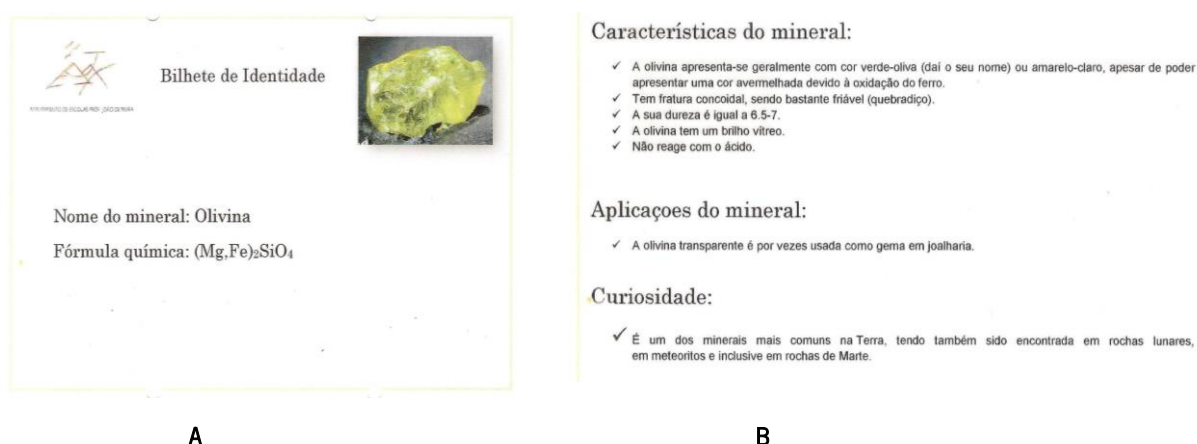 Bilhete de Identidade
Nome do mineral: Olivina
Fórmula química: (Mg,Fe)₂SiO₄
A
Características do mineral:
✓ A olivina apresenta-se geralmente com cor verde-oliva (daí o seu nome) ou amarelo-claro, apesar de poder
apresentar uma cor avermelhada devido à oxidação do ferro.
✓ Tem fratura concoidal, sendo bastante friável (quebradiço).
✓ A sua dureza é igual a 6.5-7.
✓ A olivina tem um brilho vítreo.
✓ Não reage com o ácido.
Aplicaçoes do mineral:
✓ A olivina transparente é por vezes usada como gema em joalharia.
Curiosidade:
✓ É um dos minerais mais comuns na Terra, tendo também sido encontrada em rochas lunares,
em meteoritos e inclusive em rochas de Marte.
B